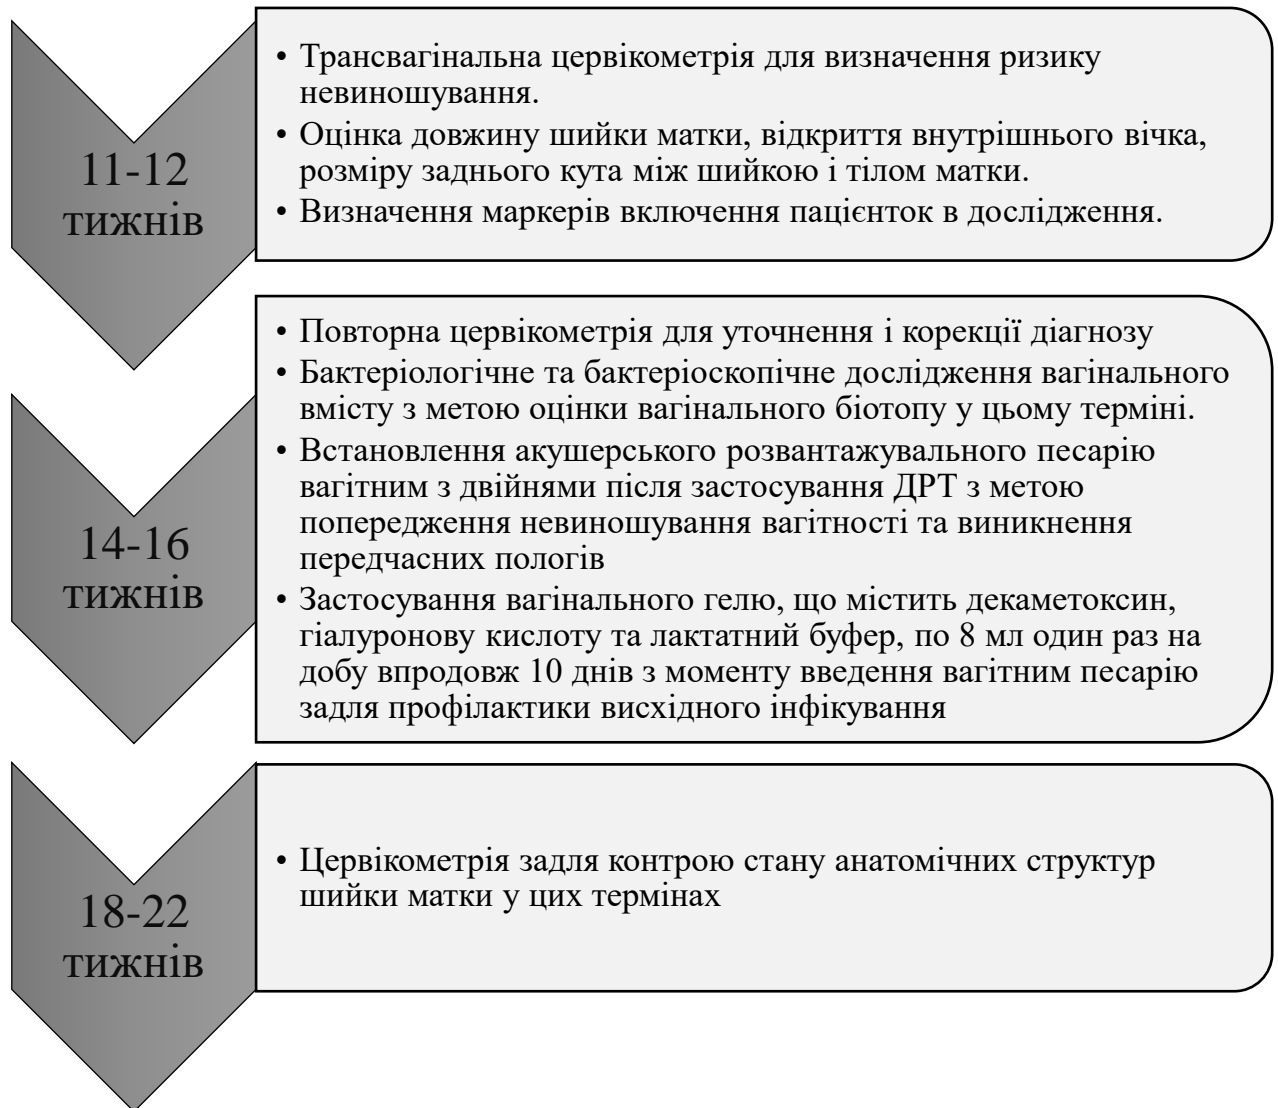 11-12
тижнів
• Трансвагінальна цервікометрія для визначення ризику
невиношування.
• Оцінка довжину шийки матки, відкриття внутрішнього вічка,
розміру заднього кута між шийкою і тілом матки.
• Визначення маркерів включення пацієнток в дослідження.
14-16
тижнів
• Повторна цервікометрія для уточнення і корекції діагнозу
• Бактеріологічне та бактеріоскопічне дослідження вагінального
вмісту з метою оцінки вагінального біотопу у цьому терміні.
• Встановлення акушерського розвантажувального песарію
вагітним з двійнями після застосування ДРТ з метою
попередження невиношування вагітності та виникнення
передчасних пологів
• Застосування вагінального гелю, що містить декаметоксин,
гіалуронову кислоту та лактатний буфер, по 8 мл один раз на
добу впродовж 10 днів з моменту введення вагітним песарію
задля профілактики висхідного інфікування
18-22
тижнів
• Цервікометрія задля контрою стану анатомічних структур
шийки матки у цих термінах